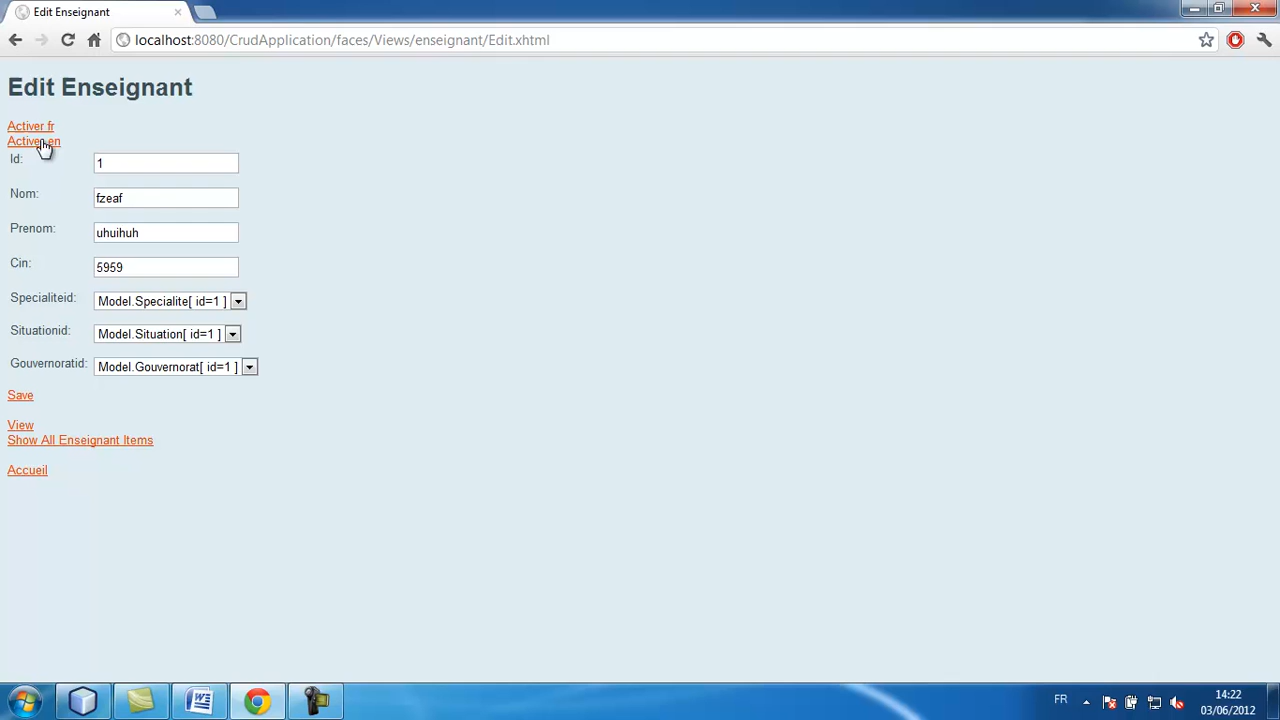 Edit Enseignant
localhost:8080/CrudApplication/faces/Views/enseignant/Edit.xhtml
Edit Enseignant
Activer fr
Activer en
Id: 1
Nom: fzeaf
Prenom: uhuihuh
Cin: 5959
Specialiteid: Model.Specialite[ id=1 ]
Situationid: Model.Situation[ id=1 ]
Gouvernoratid: Model.Gouvernorat[ id=1 ]
Save
View
Show All Enseignant Items
Accueil
FR 14:22
03/06/2012